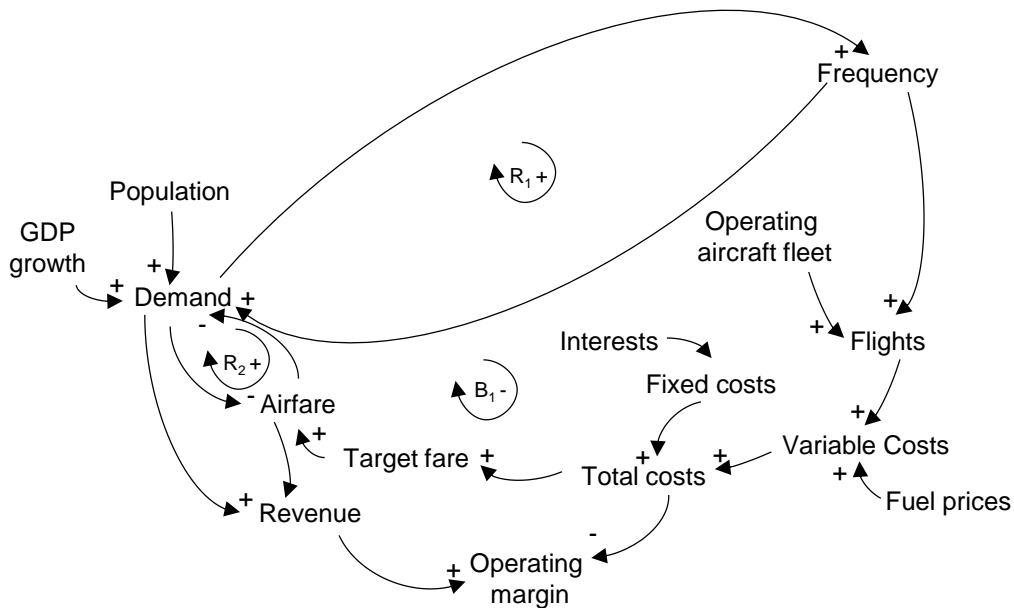 +
Frequency
R1 +
Population
GDP
growth
Operating
aircraft fleet
+
+
Demand +
-
+
+
Flights
Interests
R2 +
Fixed costs
B1 -
- Airfare
+
+
Variable Costs
+
Target fare +
+
+
Total costs
+
Fuel prices
+
Revenue
-
+
Operating
margin